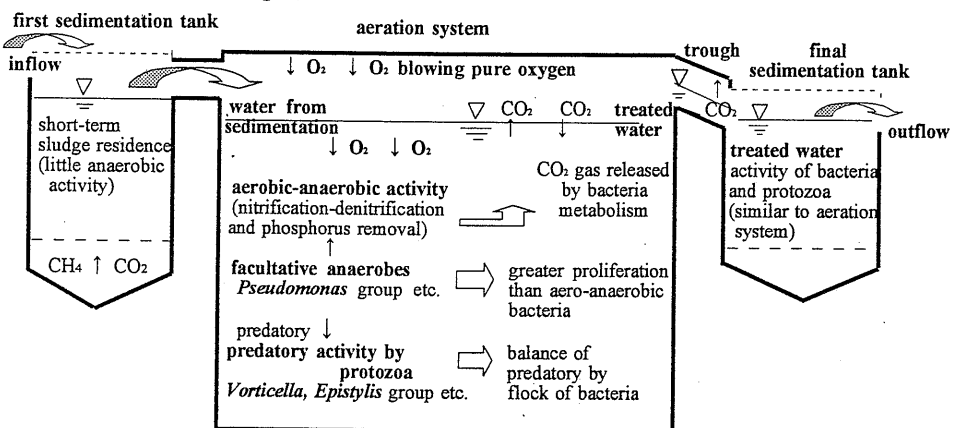 first sedimentation tank
inflow
short-term
sludge residence
(little anaerobic
activity)
CH₄ ↑ CO₂
aeration system
↓ O₂ ↓ O₂ blowing pure oxygen
water from
sedimentation
↓ O₂ ↓ O₂
CO₂ CO₂
↑ ↓
treated
water
aerobic-anaerobic activity
(nitrification-denitrification
and phosphorus removal)
↑
CO₂ gas released
by bacteria
metabolism
facultative anaerobes
Pseudomonas group etc.
greater proliferation
than aero-anaerobic
bacteria
predatory ↓
predatory activity by
protozoa
Vorticella, Epistylis group etc.
balance of
predatory by
flock of bacteria
trough
↑
CO₂
final
sedimentation tank
outflow
treated water
activity of bacteria
and protozoa
(similar to aeration
system)